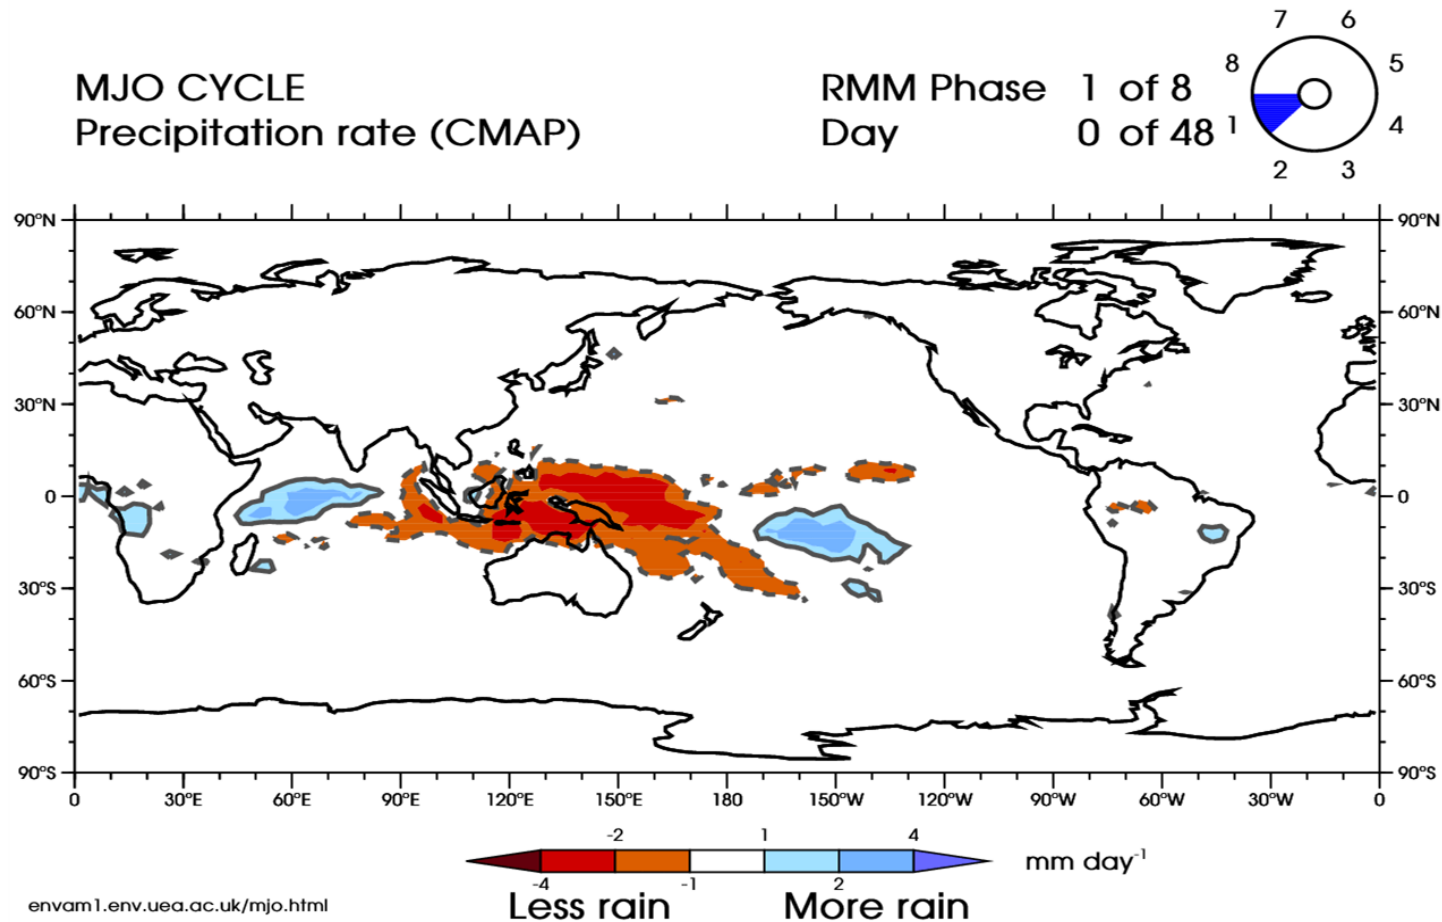 MJO CYCLE
Precipitation rate (CMAP)
RMM Phase 1 of 8
Day 0 of 48
7 6
8 5
1 4
2 3
90°N 90°N
60°N 60°N
30°N 30°N
0 0
30°S 30°S
60°S 60°S
90°S 90°S
0 30°E 60°E 90°E 120°E 150°E 180 150°W 120°W 90°W 60°W 30°W 0
-2 1 4
mm day-1
-4 -1 2
Less rain More rain
envam1.env.uea.ac.uk/mjo.html